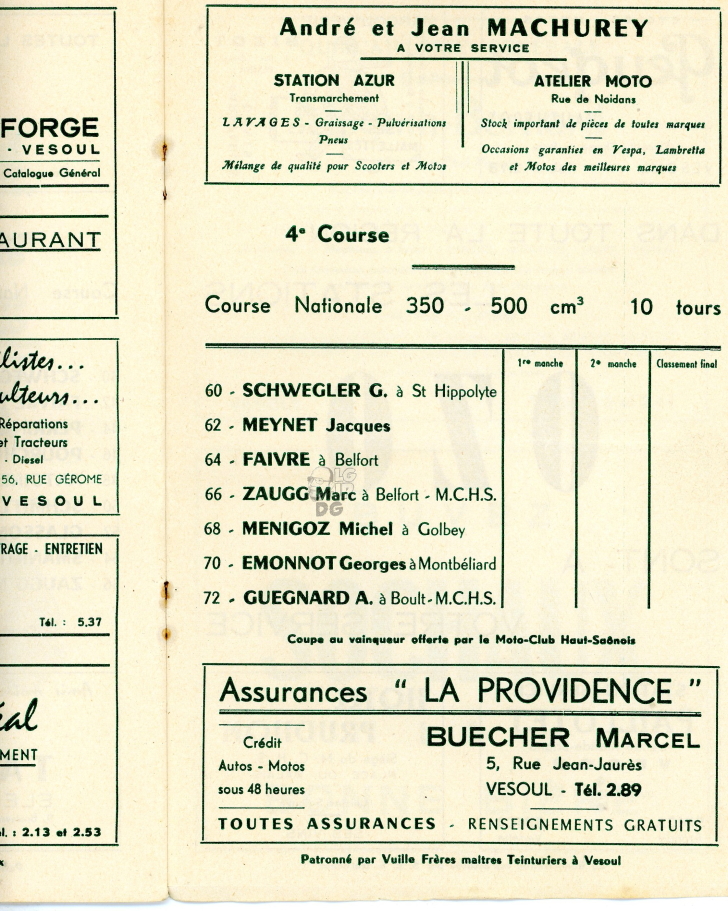 FORGE
· VESOUL
Catalogue Général
AURANT
listes...
ulteurs...
Réparations
et Tracteurs
· Diesel
56, RUE GÉROME
VESOUL
RAGE - ENTRETIEN
Tél. : 5,37
éal
MENT
él. : 2.13 et 2.53
André et Jean MACHUREY
A VOTRE SERVICE
STATION AZUR
Transmarchement
LAVAGES - Graissage - Pulvérisations
Pneus
Mélange de qualité pour Scooters et Motos
ATELIER MOTO
Rue de Noidans
Stock important de pièces de toutes marques
Occasions garanties en Vespa, Lambretta
et Motos des meilleures marques
4e Course
Course Nationale 350 - 500 cm³ 10 tours
1re manche 2e manche Classement final
60 - SCHWEGLER G. à St Hippolyte
62 - MEYNET Jacques
64 - FAIVRE à Belfort
66 - ZAUGG Marc à Belfort - M.C.H.S.
68 - MENIGOZ Michel à Golbey
70 - EMONNOT Georges à Montbéliard
72 - GUEGNARD A. à Boult - M.C.H.S.
Coupe au vainqueur offerte par le Moto-Club Haut-Saônois
Assurances “ LA PROVIDENCE ”
Crédit
Autos - Motos
sous 48 heures
BUECHER MARCEL
5, Rue Jean-Jaurès
VESOUL - Tél. 2.89
TOUTES ASSURANCES - RENSEIGNEMENTS GRATUITS
Patronné par Vuille Frères maîtres Teinturiers à Vesoul